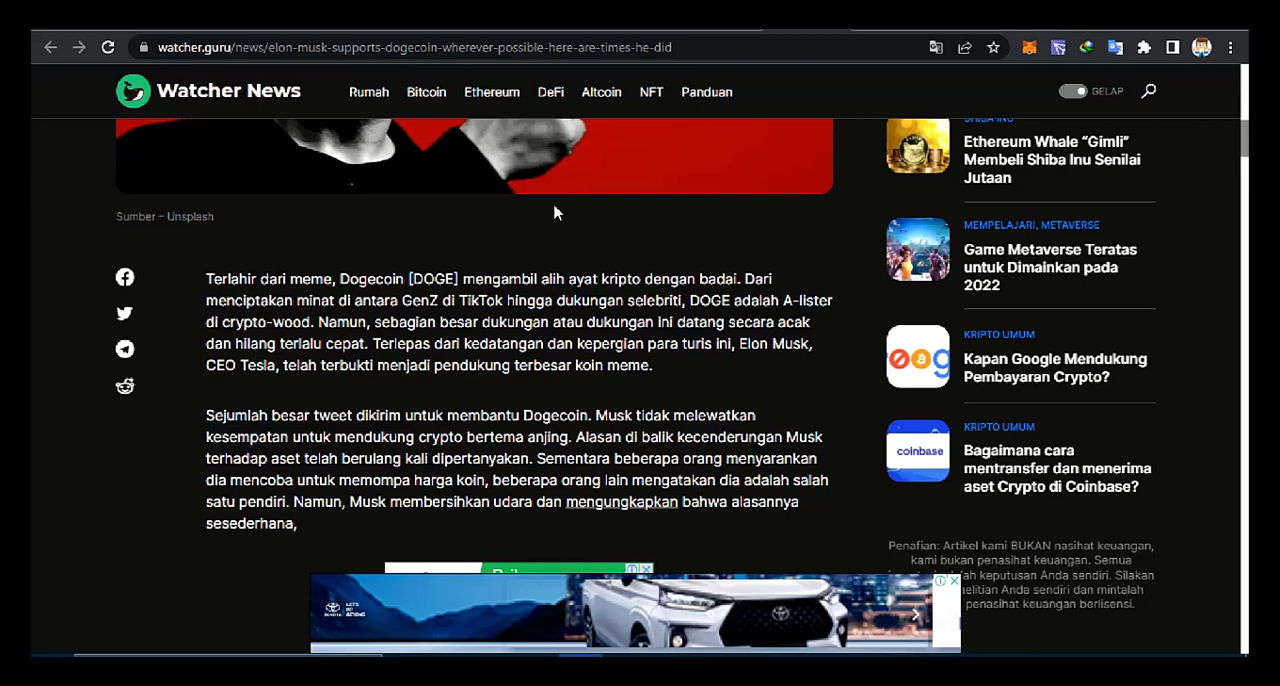 watcher.guru/news/elon-musk-supports-dogecoin-wherever-possible-here-are-times-he-did
Watcher News
Rumah Bitcoin Ethereum DeFi Altcoin NFT Panduan
GELAP
Sumber – Unsplash
Terlahir dari meme, Dogecoin [DOGE] mengambil alih ayat kripto dengan badai. Dari
menciptakan minat di antara GenZ di TikTok hingga dukungan selebriti, DOGE adalah A-lister
di crypto-wood. Namun, sebagian besar dukungan atau dukungan ini datang secara acak
dan hilang terlalu cepat. Terlepas dari kedatangan dan kepergian para turis ini, Elon Musk,
CEO Tesla, telah terbukti menjadi pendukung terbesar koin meme.
Sejumlah besar tweet dikirim untuk membantu Dogecoin. Musk tidak melewatkan
kesempatan untuk mendukung crypto bertema anjing. Alasan di balik kecenderungan Musk
terhadap aset telah berulang kali dipertanyakan. Sementara beberapa orang menyarankan
dia mencoba untuk memompa harga koin, beberapa orang lain mengatakan dia adalah salah
satu pendiri. Namun, Musk membersihkan udara dan mengungkapkan bahwa alasannya
sesederhana,
SHIBA INU
Ethereum Whale “Gimli”
Membeli Shiba Inu Senilai
Jutaan
MEMPELAJARI, METAVERSE
Game Metaverse Teratas
untuk Dimainkan pada
2022
KRIPTO UMUM
Kapan Google Mendukung
Pembayaran Crypto?
coinbase
KRIPTO UMUM
Bagaimana cara
mentransfer dan menerima
aset Crypto di Coinbase?
Penafian: Artikel kami BUKAN nasihat keuangan,
kami bukan penasihat keuangan. Semua
keputusan Anda sendiri. Silakan
Anda sendiri dan mintalah
penasihat keuangan berlisensi.